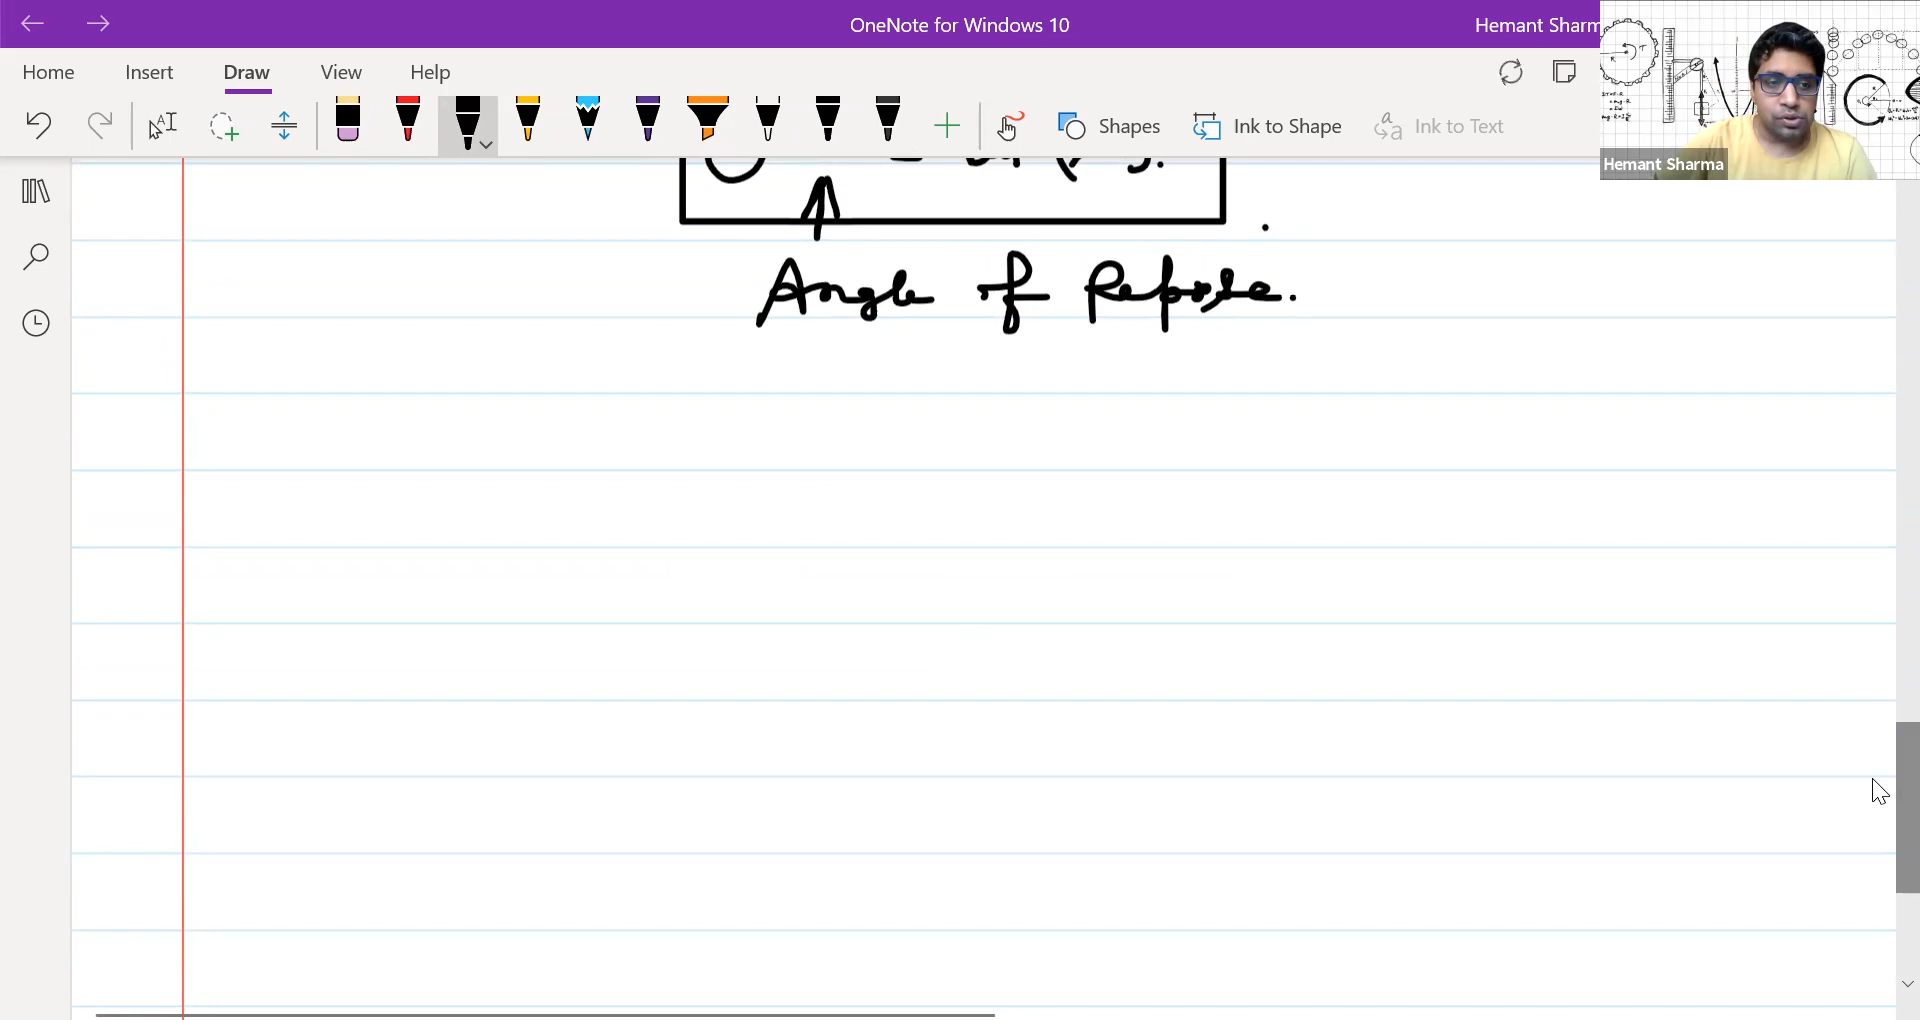 OneNote for Windows 10
Hemant Sharm
Home Insert Draw View Help
Shapes Ink to Shape Ink to Text
Hemant Sharma
Angle of Repose.